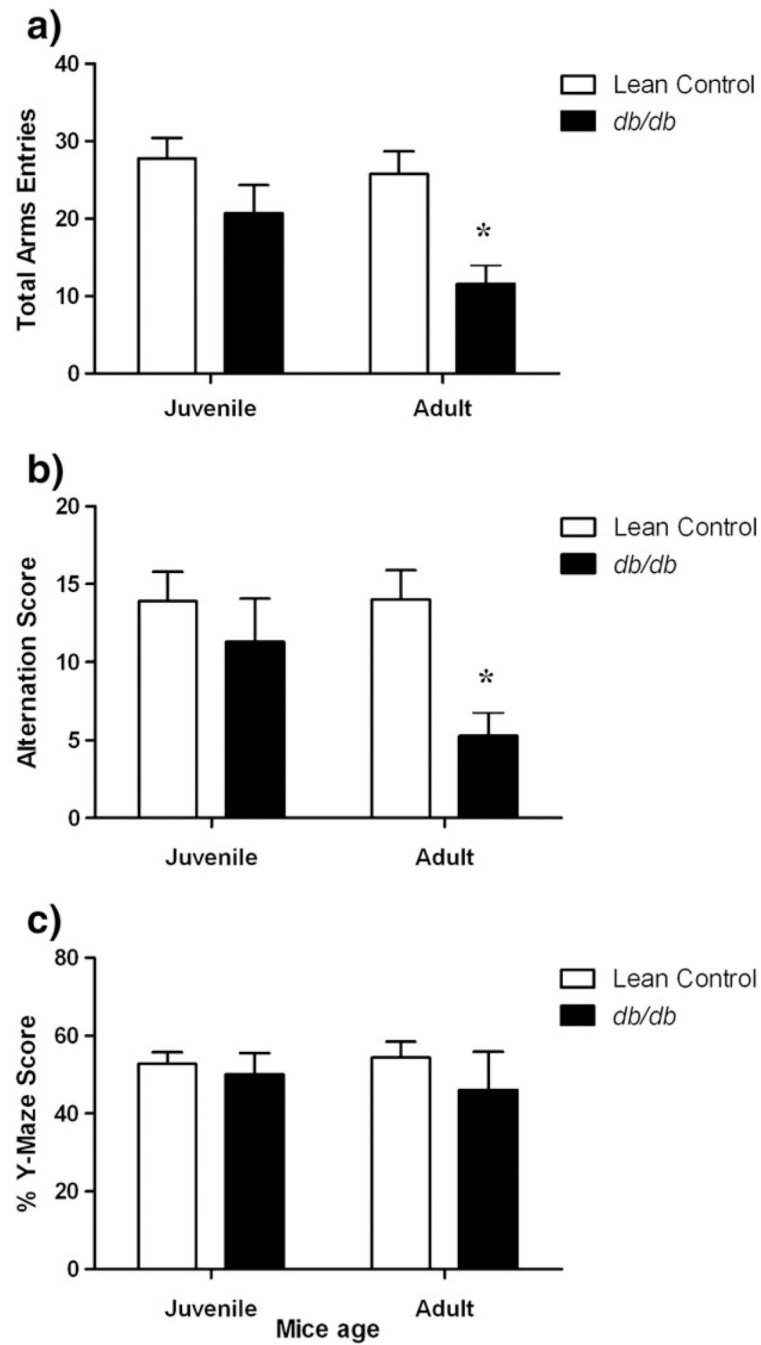 a)
40
30
20
10
0
Total Arms Entries
Lean Control
db/db
*
Juvenile
Adult
b)
20
15
10
5
0
Alternation Score
Lean Control
db/db
*
Juvenile
Adult
c)
80
60
40
20
0
% Y-Maze Score
Lean Control
db/db
Juvenile
Adult
Mice age